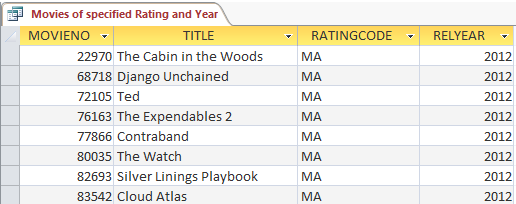 Movies of specified Rating and Year
MOVIENO TITLE RATINGCODE RELYEAR
22970 The Cabin in the Woods MA 2012
68718 Django Unchained MA 2012
72105 Ted MA 2012
76163 The Expendables 2 MA 2012
77866 Contraband MA 2012
80035 The Watch MA 2012
82693 Silver Linings Playbook MA 2012
83542 Cloud Atlas MA 2012